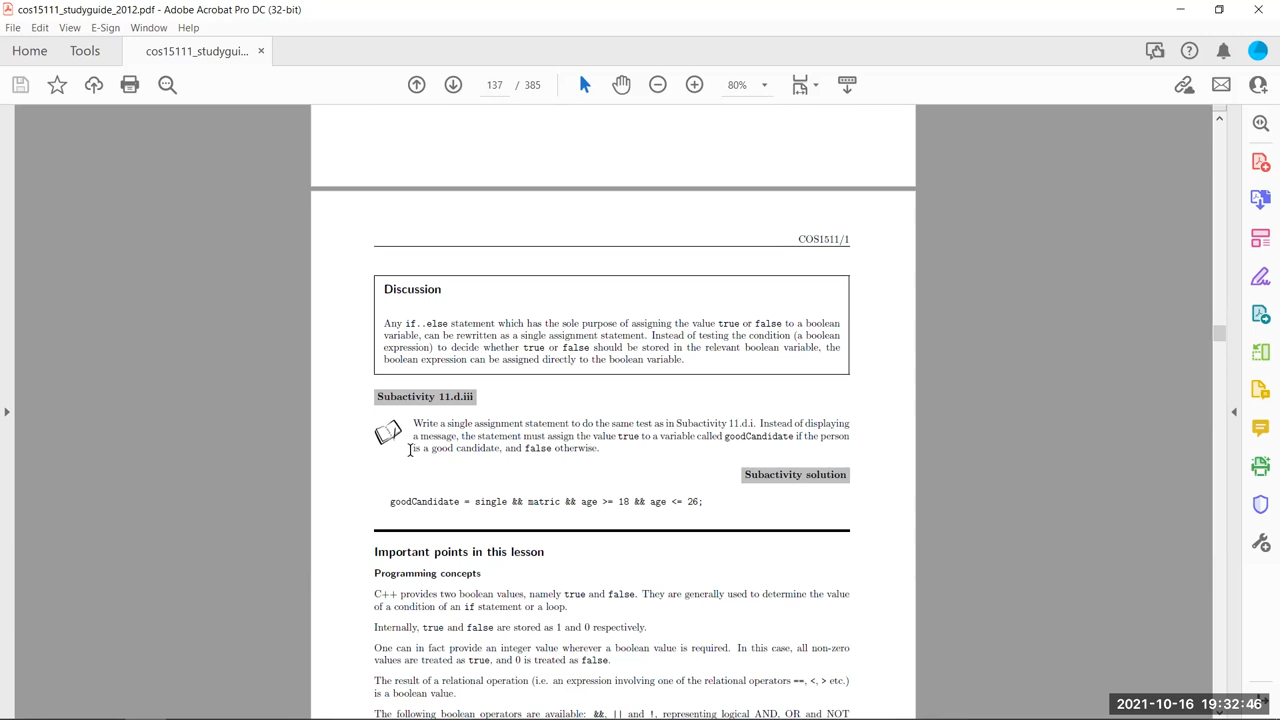 cos15111_studyguide_2012.pdf - Adobe Acrobat Pro DC (32-bit)
File Edit View E-Sign Window Help
Home Tools cos15111_studygui... ×
137 / 385 80%
COS1511/1
Discussion
Any if..else statement which has the sole purpose of assigning the value true or false to a boolean
variable, can be rewritten as a single assignment statement. Instead of testing the condition (a boolean
expression) to decide whether true or false should be stored in the relevant boolean variable, the
boolean expression can be assigned directly to the boolean variable.
Subactivity 11.d.iii
Write a single assignment statement to do the same test as in Subactivity 11.d.i. Instead of displaying
a message, the statement must assign the value true to a variable called goodCandidate if the person
is a good candidate, and false otherwise.
Subactivity solution
goodCandidate = single && matric && age >= 18 && age <= 26;
Important points in this lesson
Programming concepts
C++ provides two boolean values, namely true and false. They are generally used to determine the value
of a condition of an if statement or a loop.
Internally, true and false are stored as 1 and 0 respectively.
One can in fact provide an integer value wherever a boolean value is required. In this case, all non-zero
values are treated as true, and 0 is treated as false.
The result of a relational operation (i.e. an expression involving one of the relational operators ==, <, > etc.)
is a boolean value.
The following boolean operators are available: &&, || and !, representing logical AND, OR and NOT
2021-10-16 19:32:46